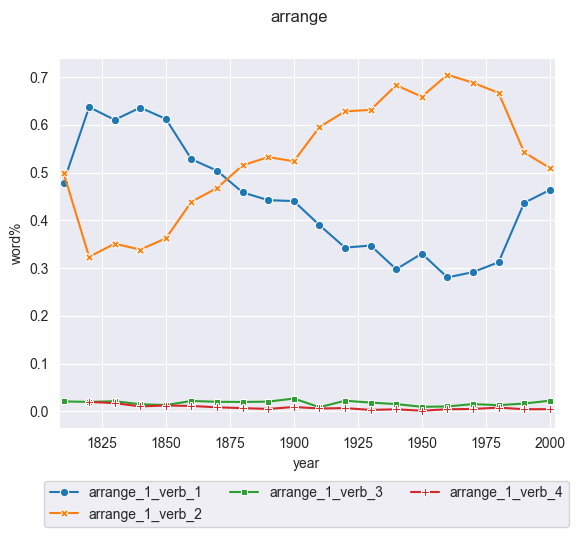 arrange
0.7
0.6
0.5
0.4
0.3
0.2
0.1
0.0
word%
1825 1850 1875 1900 1925 1950 1975 2000
year
arrange_1_verb_1 arrange_1_verb_3 arrange_1_verb_4
arrange_1_verb_2